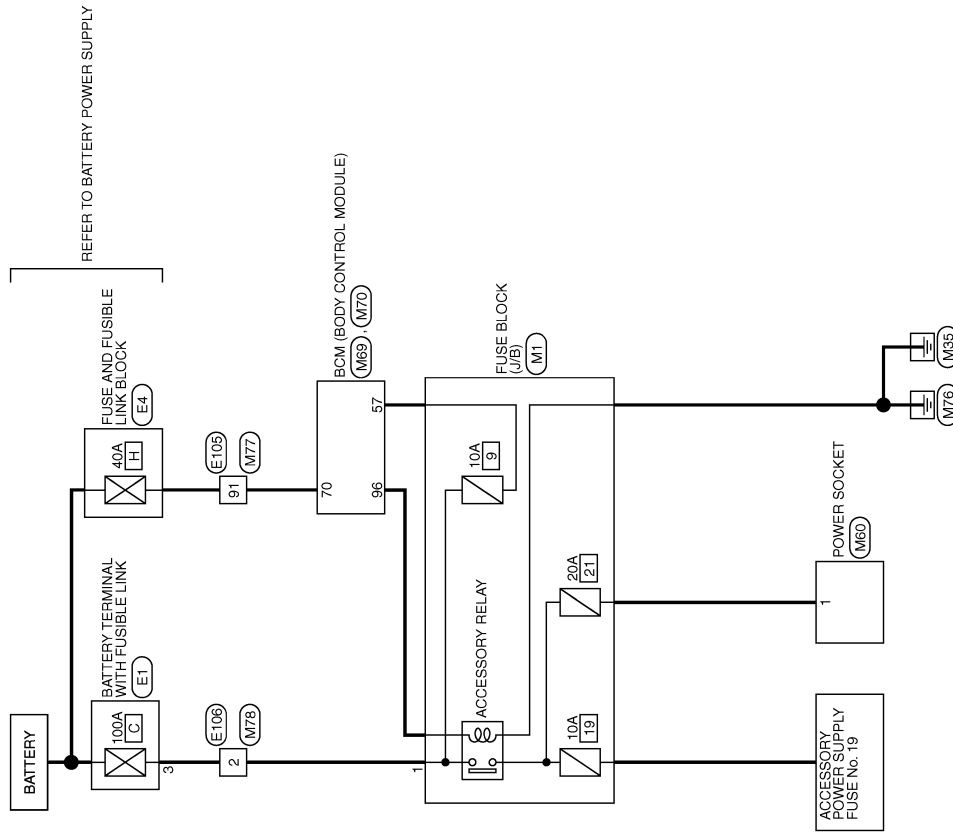 REFER TO BATTERY POWER SUPPLY
BATTERY
BATTERY TERMINAL
WITH FUSIBLE LINK
E1
100A
C
3
FUSE AND FUSIBLE
LINK BLOCK
E4
40A
H
E106
2
M78
E105
91
M77
BCM (BODY CONTROL MODULE)
M69 , M70
70
96
57
FUSE BLOCK
(J/B)
M1
1
ACCESSORY RELAY
10A
9
10A
19
20A
21
ACCESSORY
POWER SUPPLY
FUSE No. 19
POWER SOCKET
M60
1
M76
M35